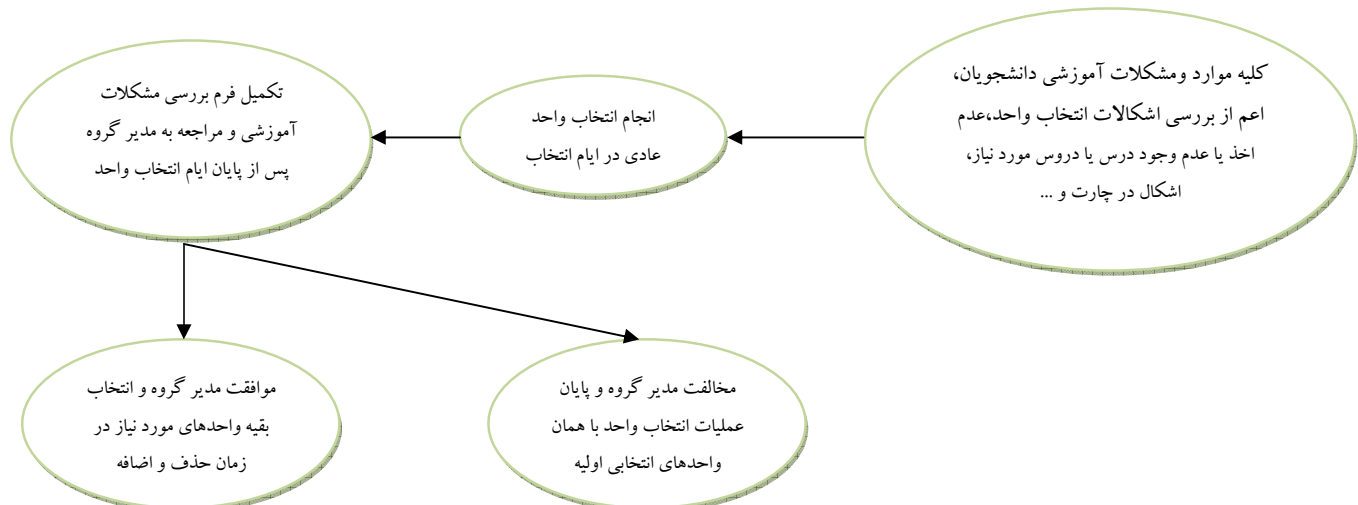 کلیه موارد ومشکلات آموزشی دانشجویان،
اعم از بررسی اشکالات انتخاب واحد،عدم
اخذ یا عدم وجود درس یا دروس مورد نیاز،
اشکال در چارت و ...
انجام انتخاب واحد
عادی در ایام انتخاب
تکمیل فرم بررسی مشکلات
آموزشی و مراجعه به مدیر گروه
پس از پایان ایام انتخاب واحد
مخالفت مدیر گروه و پایان
عملیات انتخاب واحد با همان
واحدهای انتخابی اولیه
موافقت مدیر گروه و انتخاب
بقیه واحدهای مورد نیاز در
زمان حذف و اضافه